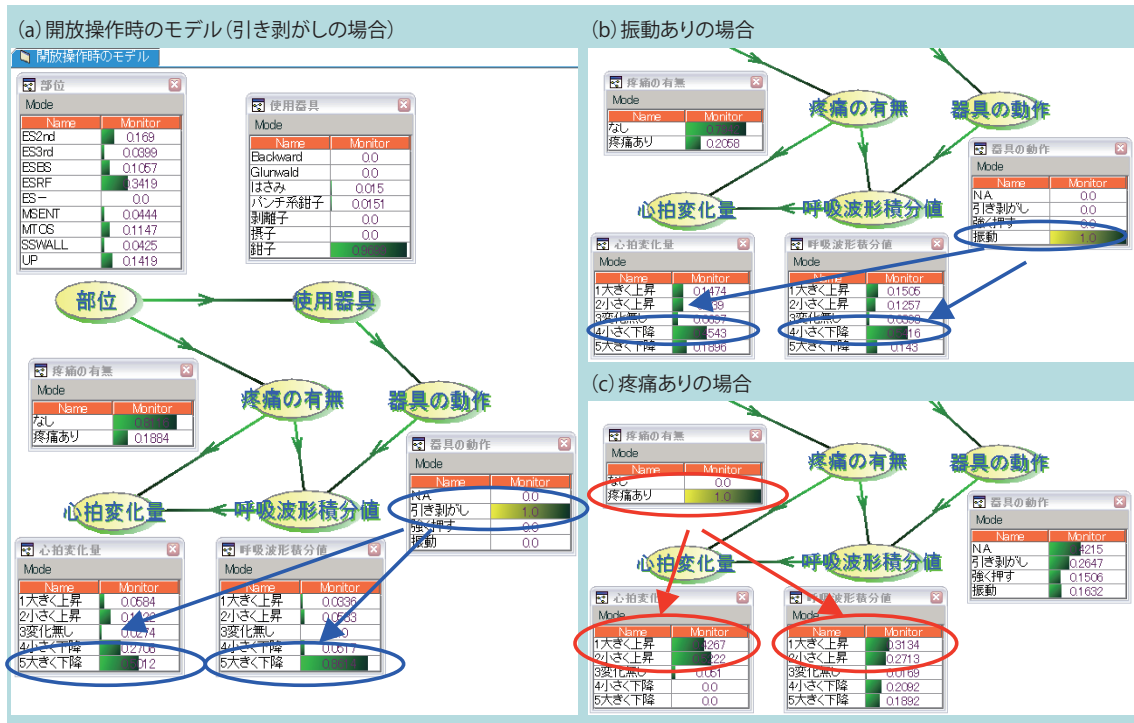 (a)開放操作時のモデル(引き剥がしの場合)
開放操作時のモデル
部位
Mode
Name Monitor
ES2nd 0.169
ES3rd 0.0399
ESBS 0.1057
ESRF 0.3419
ES－ 0.0
MSENT 0.0444
MTOS 0.1147
SSWALL 0.0425
UP 0.1419
使用器具
Mode
Name Monitor
Backward 0.0
Glunwald 0.0
はさみ 0.015
パンチ系鉗子 0.0151
剥離子 0.0
摂子 0.0
鉗子
部位
使用器具
疼痛の有無
Mode
Name Monitor
なし
疼痛あり 0.1884
疼痛の有無
器具の動作
器具の動作
Mode
Name Monitor
NA 0.0
引き剥がし 1.0
強く押す 0.0
振動 0.0
心拍変化量
呼吸波形積分値
心拍変化量
Mode
Name Monitor
1大きく上昇 0.0584
2小さく上昇
3変化無し 0.0274
4小さく下降 0.2708
5大きく下降
呼吸波形積分値
Mode
Name Monitor
1大きく上昇 0.0336
2小さく上昇
3変化無し
4小さく下降 0.0517
5大きく下降
(b)振動ありの場合
疼痛の有無
Mode
Name Monitor
なし
疼痛あり 0.2058
疼痛の有無
器具の動作
器具の動作
Mode
Name Monitor
NA 0.0
引き剥がし 0.0
強く押す 0.0
振動 1.0
心拍変化量
呼吸波形積分値
心拍変化量
Name Monitor
1大きく上昇 0.1474
2小さく上昇
3変化無し
4小さく下降
5大きく下降 0.1896
呼吸波形積分値
Name Monitor
1大きく上昇 0.1505
2小さく上昇 0.1257
3変化無し
4小さく下降
5大きく下降 0.143
(c)疼痛ありの場合
疼痛の有無
Mode
Name Monitor
なし 0.0
疼痛あり 1.0
疼痛の有無
器具の動作
器具の動作
Mode
Name Monitor
NA
引き剥がし 0.2647
強く押す 0.1506
振動 0.1632
心拍変化量
呼吸波形積分値
心拍変化量
Name Monitor
1大きく上昇
2小さく上昇
3変化無し 0.051
4小さく下降 0.0
5大きく下降 0.0
呼吸波形積分値
Name Monitor
1大きく上昇 0.3134
2小さく上昇 0.2713
3変化無し 0.0169
4小さく下降 0.2092
5大きく下降 0.1892